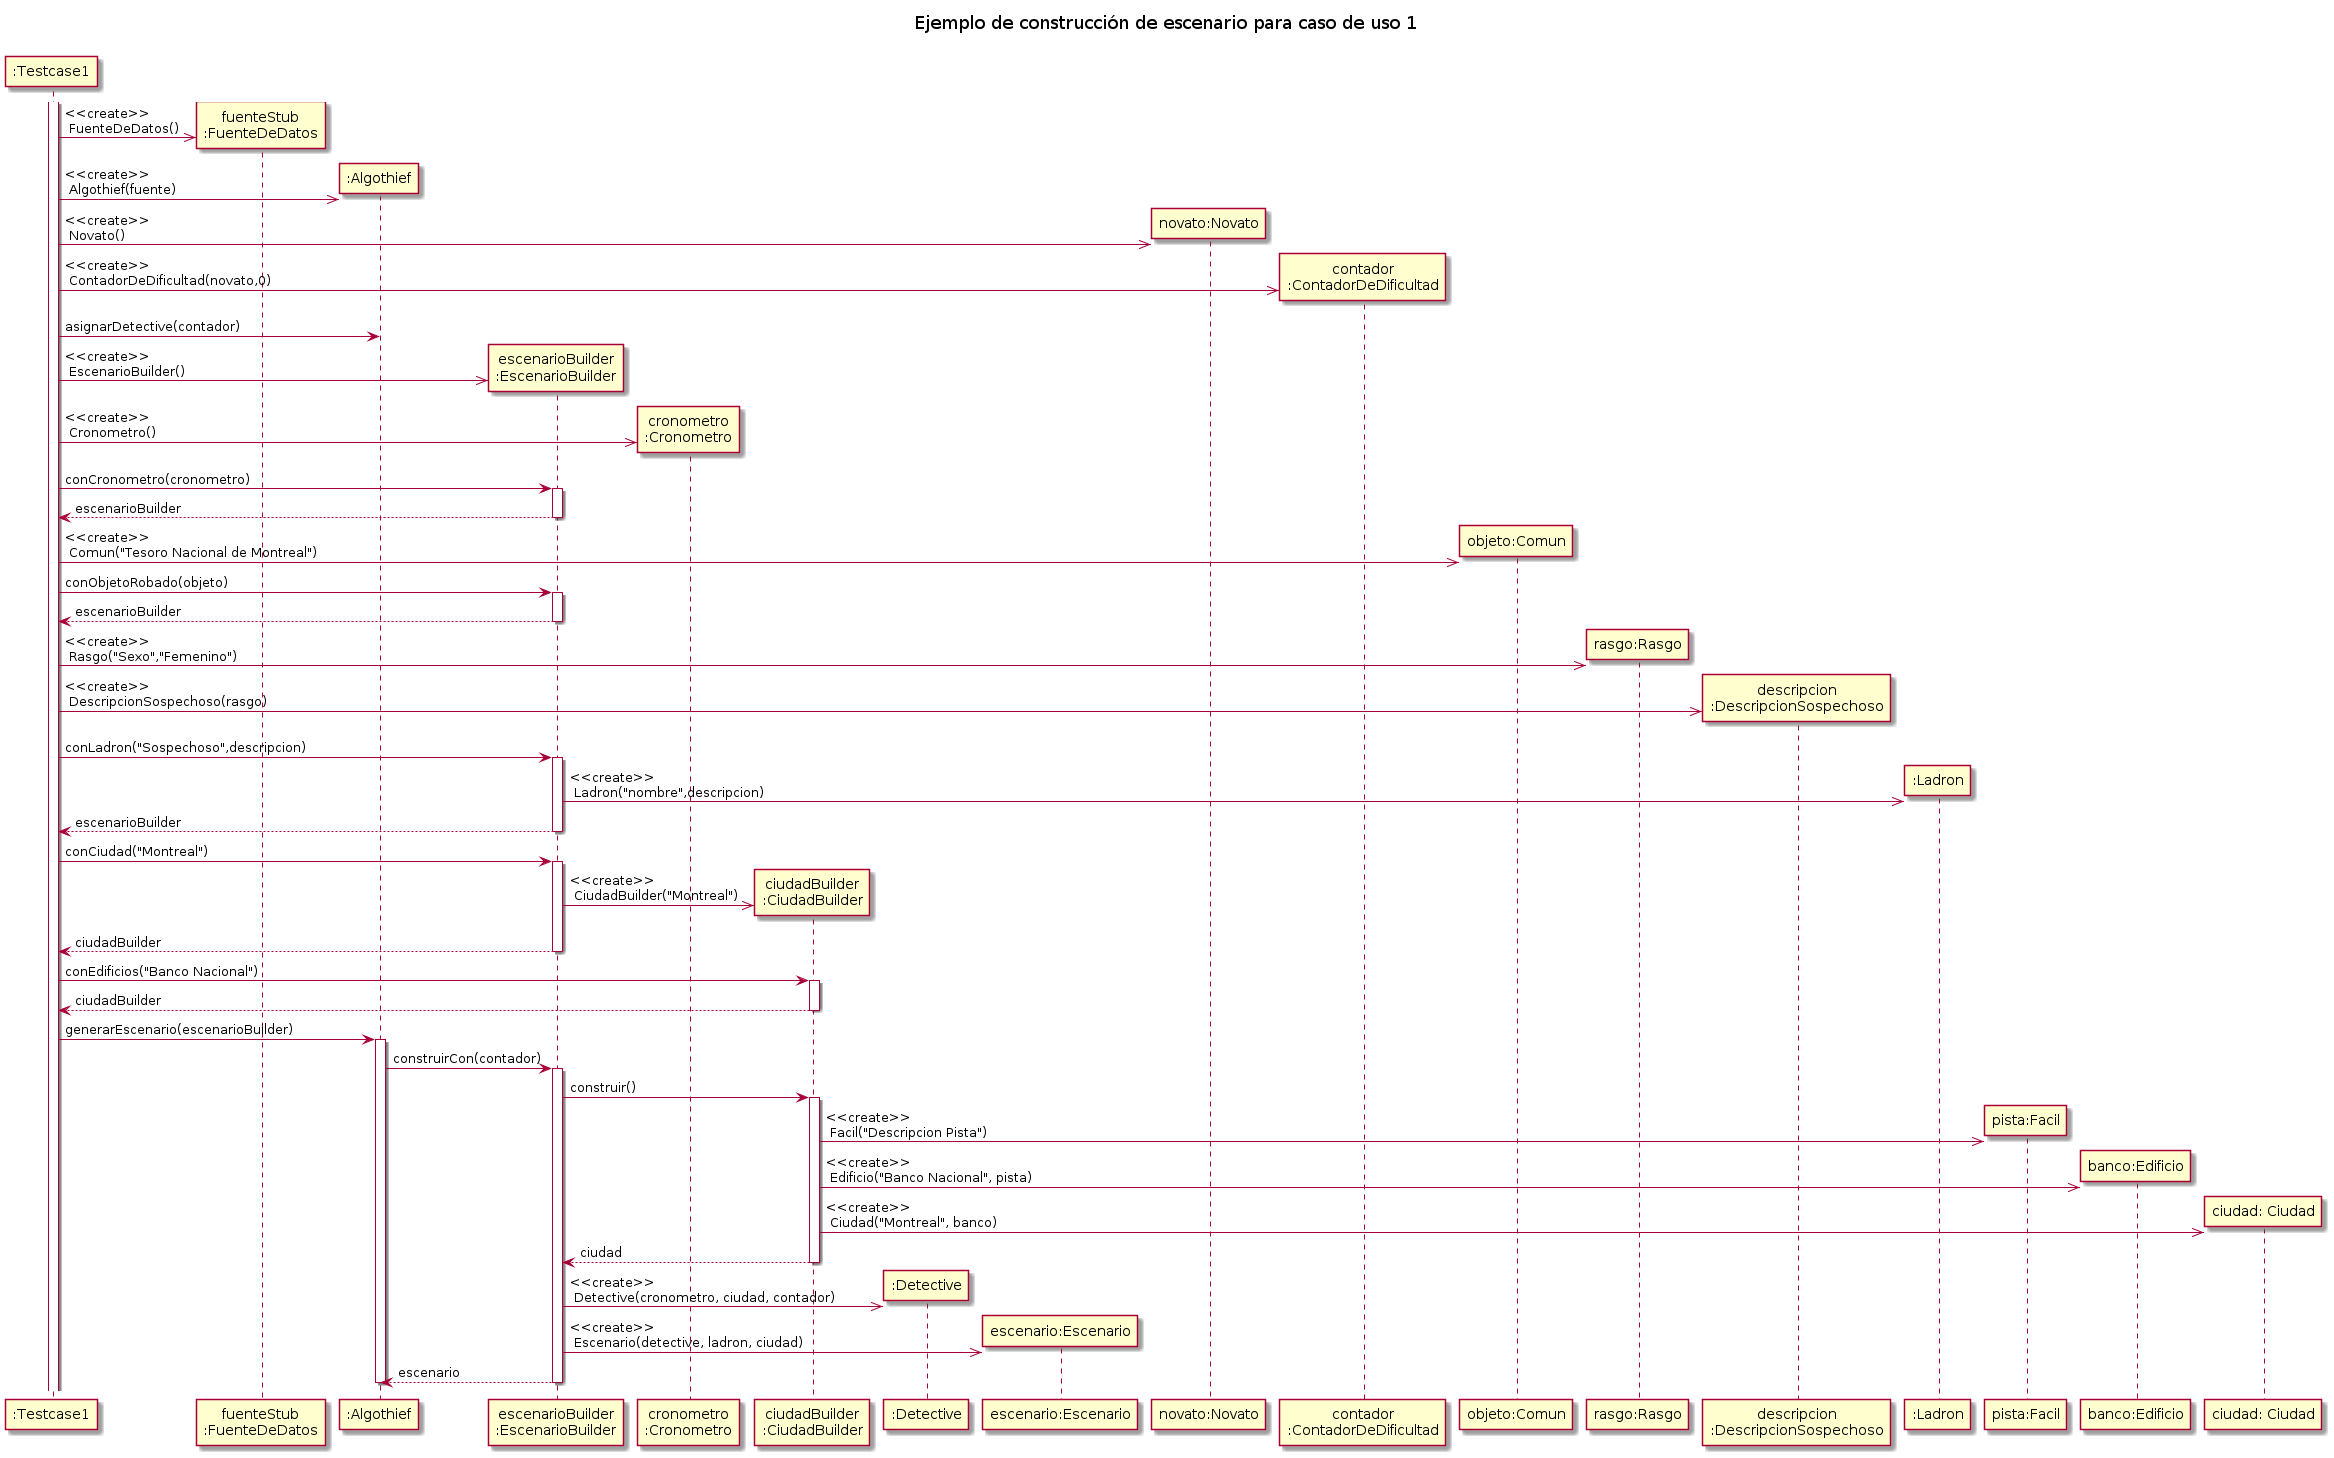 Ejemplo de construcción de escenario para caso de uso 1
:Testcase1
<<create>>
FuenteDeDatos()
fuenteStub
:FuenteDeDatos
<<create>>
Algothief(fuente)
:Algothief
<<create>>
Novato()
novato:Novato
<<create>>
ContadorDeDificultad(novato,0)
contador
:ContadorDeDificultad
asignarDetective(contador)
<<create>>
EscenarioBuilder()
escenarioBuilder
:EscenarioBuilder
<<create>>
Cronometro()
cronometro
:Cronometro
conCronometro(cronometro)
escenarioBuilder
<<create>>
Comun("Tesoro Nacional de Montreal")
objeto:Comun
conObjetoRobado(objeto)
escenarioBuilder
<<create>>
Rasgo("Sexo","Femenino")
rasgo:Rasgo
<<create>>
DescripcionSospechoso(rasgo)
descripcion
:DescripcionSospechoso
conLadron("Sospechoso",descripcion)
<<create>>
Ladron("nombre",descripcion)
:Ladron
escenarioBuilder
conCiudad("Montreal")
<<create>>
CiudadBuilder("Montreal")
ciudadBuilder
:CiudadBuilder
ciudadBuilder
conEdificios("Banco Nacional")
ciudadBuilder
generarEscenario(escenarioBuilder)
construirCon(contador)
construir()
<<create>>
Facil("Descripcion Pista")
pista:Facil
<<create>>
Edificio("Banco Nacional", pista)
banco:Edificio
<<create>>
Ciudad("Montreal", banco)
ciudad: Ciudad
ciudad
<<create>>
Detective(cronometro, ciudad, contador)
:Detective
<<create>>
Escenario(detective, ladron, ciudad)
escenario:Escenario
escenario
:Testcase1
fuenteStub
:FuenteDeDatos
:Algothief
escenarioBuilder
:EscenarioBuilder
cronometro
:Cronometro
ciudadBuilder
:CiudadBuilder
:Detective
escenario:Escenario
novato:Novato
contador
:ContadorDeDificultad
objeto:Comun
rasgo:Rasgo
descripcion
:DescripcionSospechoso
:Ladron
pista:Facil
banco:Edificio
ciudad: Ciudad